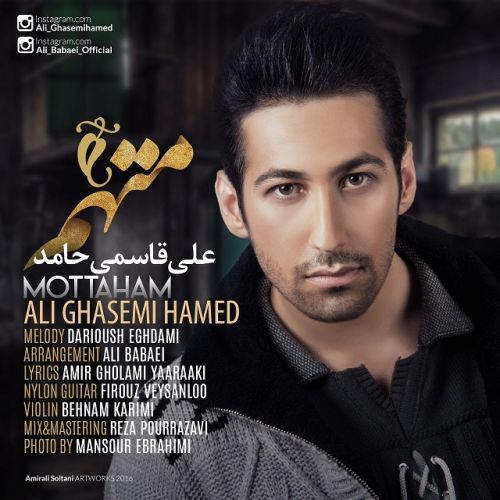 Instagram.com
Ali_Ghasemihamed
Instagram.com
Ali_Babaei_Official
متهم
علی قاسمی حامد
MOTTAHAM
ALI GHASEMI HAMED
MELODY DARIOUSH EGHDAMI
ARRANGEMENT ALI BABAEI
LYRICS AMIR GHOLAMI YAARAAKI
NYLON GUITAR FIROUZ VEYSANLOO
VIOLIN BEHNAM KARIMI
MIX&MASTERING REZA POURRAZAVI
PHOTO BY MANSOUR EBRAHIMI
Amirali Soltani ARTWORKS 2016